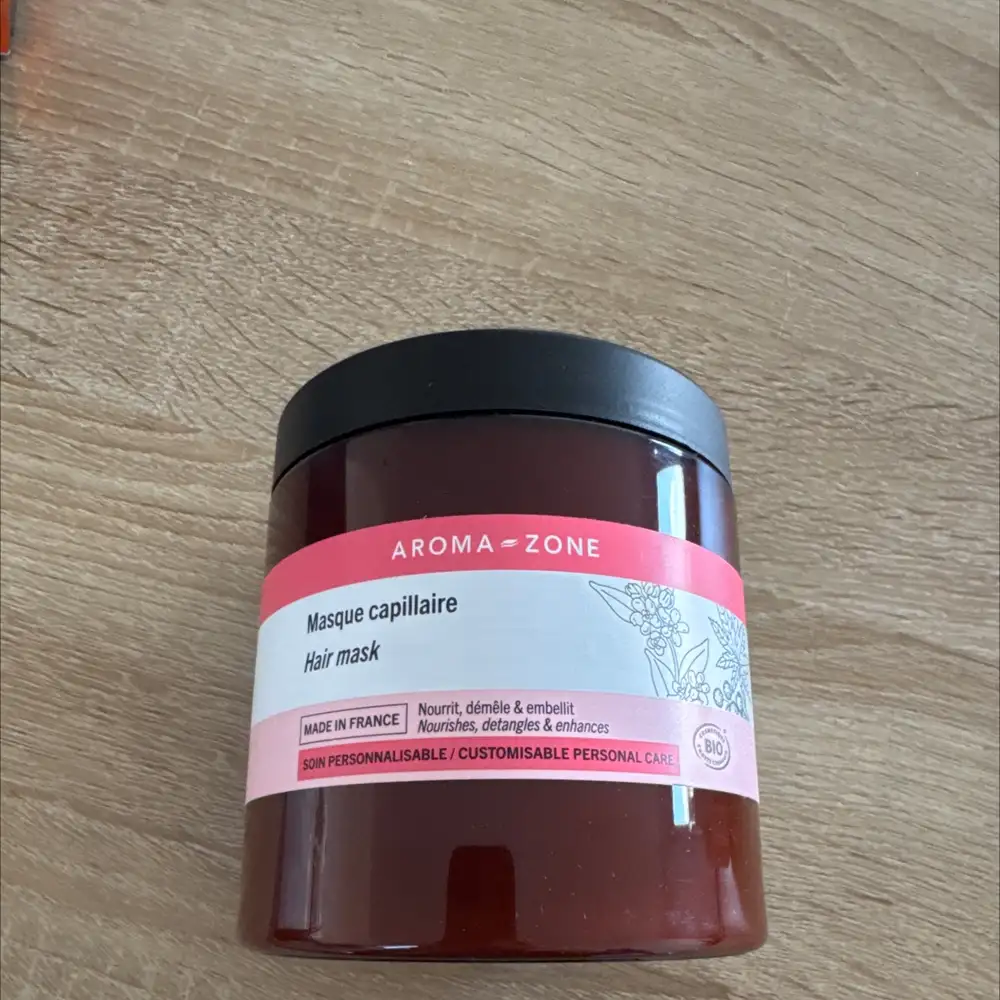 AROMA ZONE
Masque capillaire
Hair mask
MADE IN FRANCE
Nourrit, démêle & embellit
Nourishes, detangles & enhances
SOIN PERSONNALISABLE / CUSTOMISABLE PERSONAL CARE
BIO